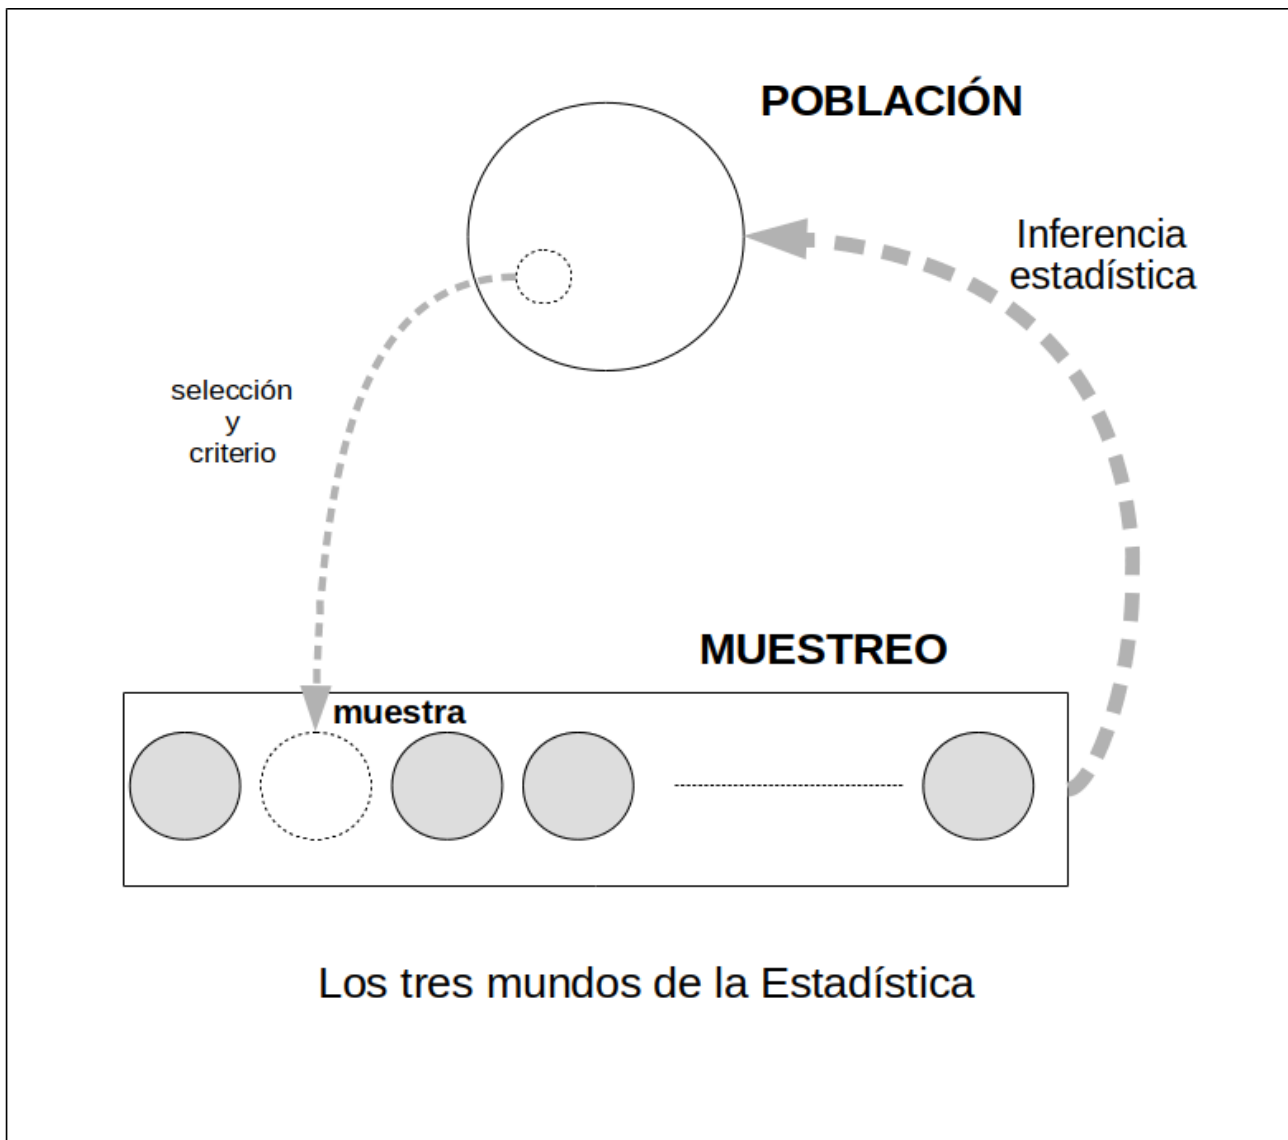 POBLACIÓN
Inferencia
estadística
selección
y
criterio
MUESTREO
muestra
Los tres mundos de la Estadística